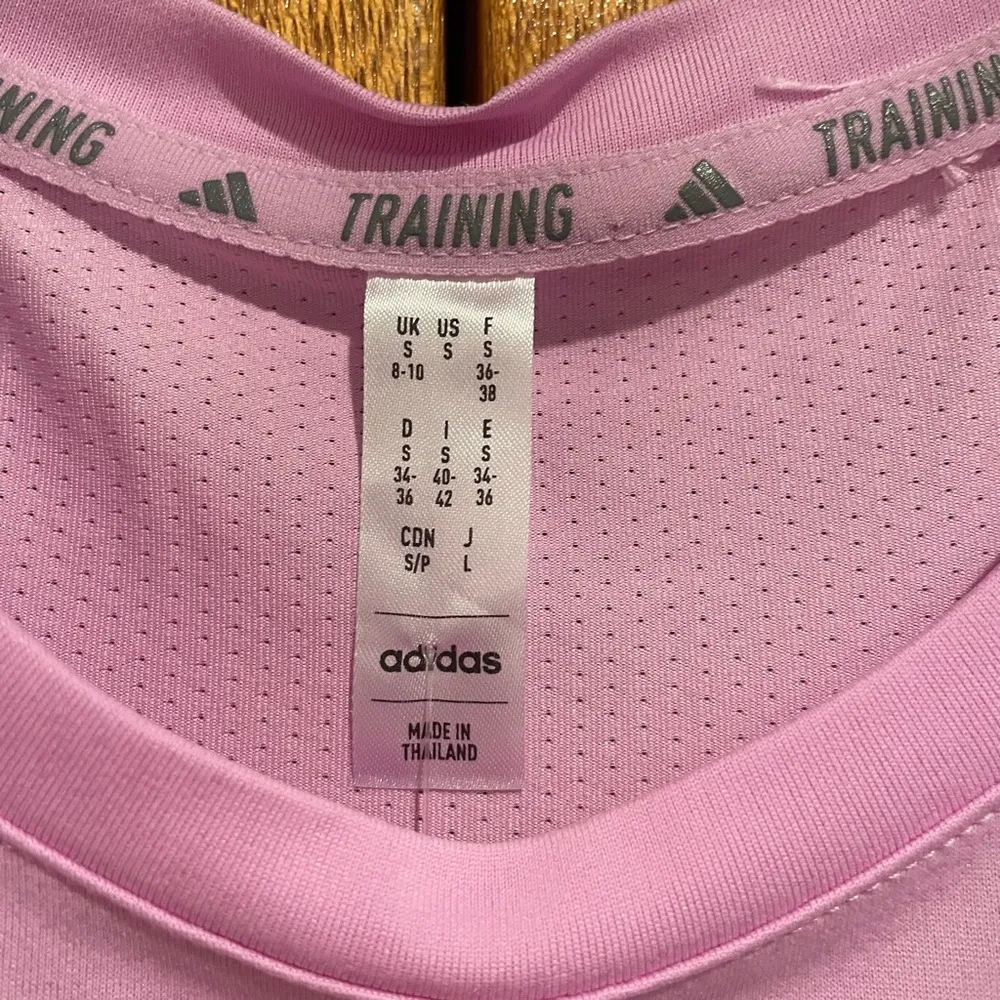 NING TRAINING TRAININ
UK US F
S S S
8-10 36-
38
D I E
S S S
34- 40- 34-
36 42 36
CDN J
S/P L
adidas
MADE IN
THAILAND